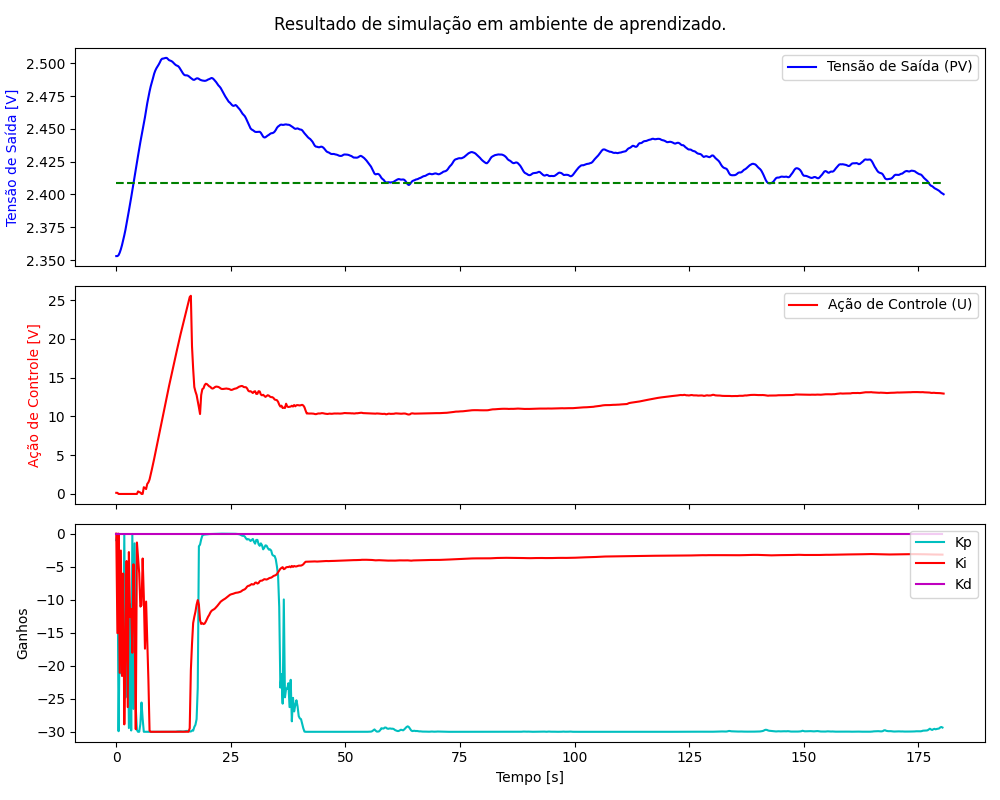 Resultado de simulação em ambiente de aprendizado.
Tensão de Saída [V]
2.500
2.475
2.450
2.425
2.400
2.375
2.350
Tensão de Saída (PV)
Ação de Controle [V]
25
20
15
10
5
0
Ação de Controle (U)
Ganhos
0
−5
−10
−15
−20
−25
−30
Kp
Ki
Kd
0 25 50 75 100 125 150 175
Tempo [s]